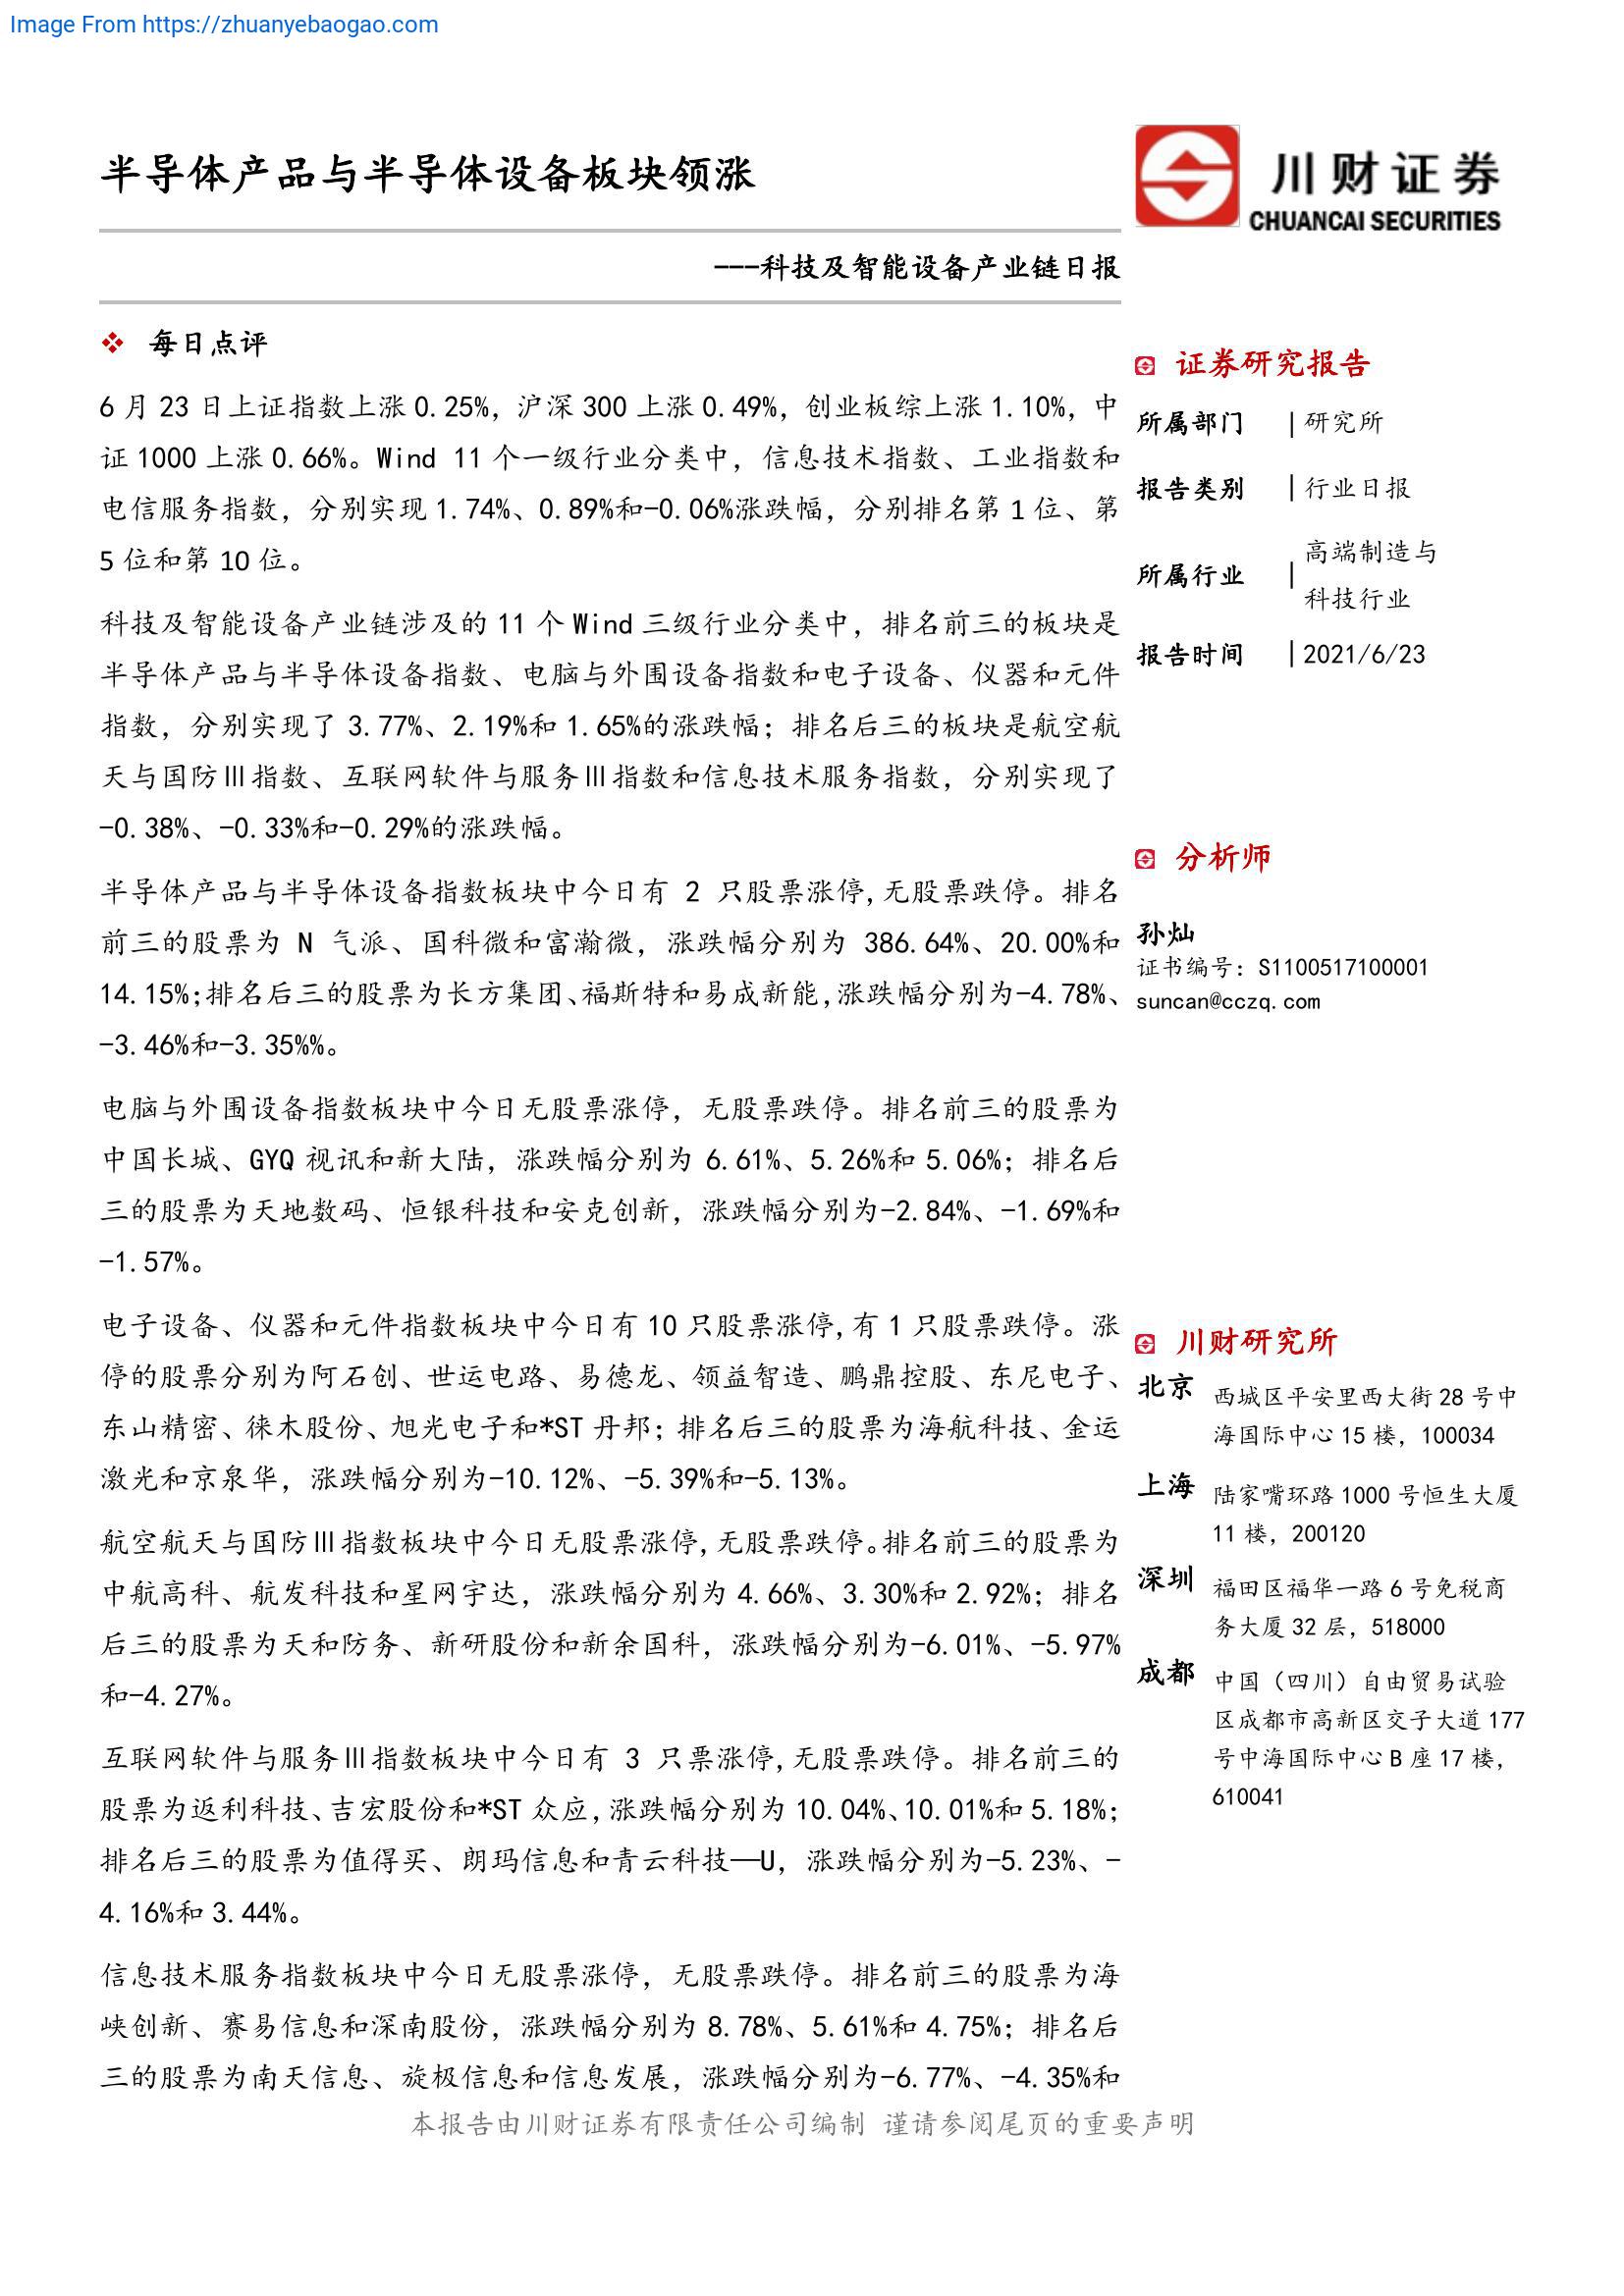 Image From https://zhuanyebaogao.com
半导体产品与半导体设备板块领涨
川财证券
CHUANCAI SECURITIES
---科技及智能设备产业链日报
每日点评
6 月 23 日上证指数上涨 0.25%，沪深 300 上涨 0.49%，创业板综上涨 1.10%，中
证 1000 上涨 0.66%。Wind 11 个一级行业分类中，信息技术指数、工业指数和
电信服务指数，分别实现 1.74%、0.89%和-0.06%涨跌幅，分别排名第 1 位、第
5 位和第 10 位。
科技及智能设备产业链涉及的 11 个 Wind 三级行业分类中，排名前三的板块是
半导体产品与半导体设备指数、电脑与外围设备指数和电子设备、仪器和元件
指数，分别实现了 3.77%、2.19%和 1.65%的涨跌幅；排名后三的板块是航空航
天与国防Ⅲ指数、互联网软件与服务Ⅲ指数和信息技术服务指数，分别实现了
-0.38%、-0.33%和-0.29%的涨跌幅。
半导体产品与半导体设备指数板块中今日有 2 只股票涨停,无股票跌停。排名
前三的股票为 N 气派、国科微和富瀚微，涨跌幅分别为 386.64%、20.00%和
14.15%;排名后三的股票为长方集团、福斯特和易成新能,涨跌幅分别为-4.78%、
-3.46%和-3.35%%。
电脑与外围设备指数板块中今日无股票涨停，无股票跌停。排名前三的股票为
中国长城、GYQ 视讯和新大陆，涨跌幅分别为 6.61%、5.26%和 5.06%；排名后
三的股票为天地数码、恒银科技和安克创新，涨跌幅分别为-2.84%、-1.69%和
-1.57%。
电子设备、仪器和元件指数板块中今日有 10 只股票涨停,有 1 只股票跌停。涨
停的股票分别为阿石创、世运电路、易德龙、领益智造、鹏鼎控股、东尼电子、
东山精密、徕木股份、旭光电子和*ST 丹邦；排名后三的股票为海航科技、金运
激光和京泉华，涨跌幅分别为-10.12%、-5.39%和-5.13%。
航空航天与国防Ⅲ指数板块中今日无股票涨停,无股票跌停。排名前三的股票为
中航高科、航发科技和星网宇达，涨跌幅分别为 4.66%、3.30%和 2.92%；排名
后三的股票为天和防务、新研股份和新余国科，涨跌幅分别为-6.01%、-5.97%
和-4.27%。
互联网软件与服务Ⅲ指数板块中今日有 3 只票涨停,无股票跌停。排名前三的
股票为返利科技、吉宏股份和*ST 众应,涨跌幅分别为 10.04%、10.01%和 5.18%；
排名后三的股票为值得买、朗玛信息和青云科技—U，涨跌幅分别为-5.23%、-
4.16%和 3.44%。
信息技术服务指数板块中今日无股票涨停，无股票跌停。排名前三的股票为海
峡创新、赛易信息和深南股份，涨跌幅分别为 8.78%、5.61%和 4.75%；排名后
三的股票为南天信息、旋极信息和信息发展，涨跌幅分别为-6.77%、-4.35%和
证券研究报告
所属部门 | 研究所
报告类别 | 行业日报
所属行业 | 高端制造与
科技行业
报告时间 | 2021/6/23
分析师
孙灿
证书编号：S1100517100001
suncan@cczq.com
川财研究所
北京 西城区平安里西大街 28 号中
海国际中心 15 楼，100034
上海 陆家嘴环路 1000 号恒生大厦
11 楼，200120
深圳 福田区福华一路 6 号免税商
务大厦 32 层，518000
成都 中国（四川）自由贸易试验
区成都市高新区交子大道 177
号中海国际中心 B 座 17 楼，
610041
本报告由川财证券有限责任公司编制 谨请参阅尾页的重要声明